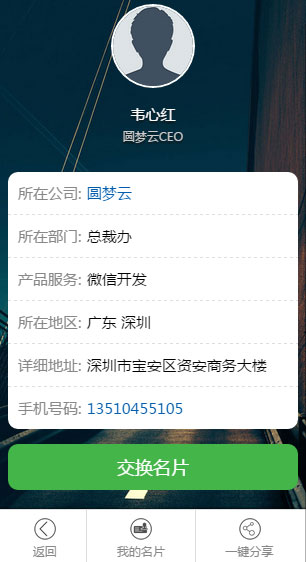 韦心红
圆梦云CEO
所在公司: 圆梦云
所在部门: 总裁办
产品服务: 微信开发
所在地区: 广东 深圳
详细地址: 深圳市宝安区资安商务大楼
手机号码: 13510455105
交换名片
返回 我的名片 一键分享